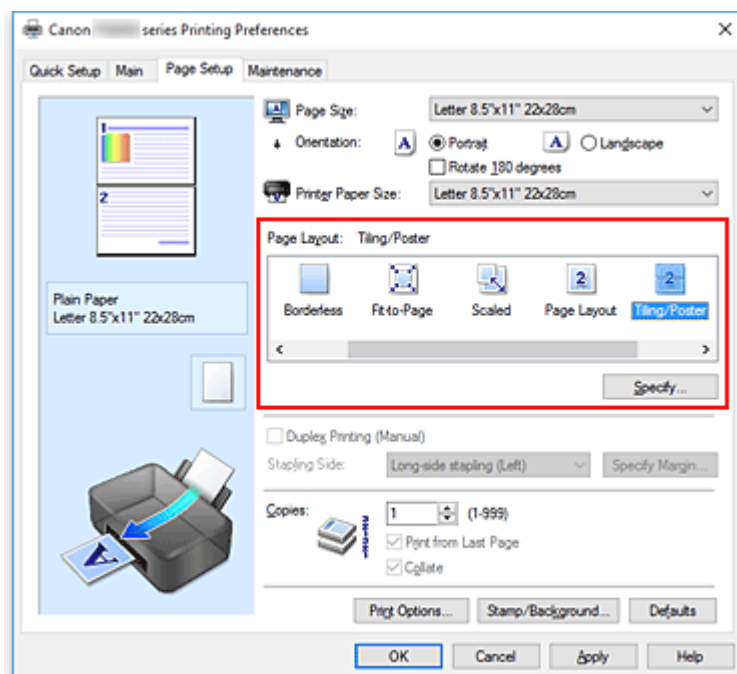 Canon series Printing Preferences
Quick Setup Main Page Setup Maintenance
1
2
Plain Paper
Letter 8.5"x11" 22x28cm
Page Size: Letter 8.5"x11" 22x28cm
Orientation: A Portrait A Landscape
Rotate 180 degrees
Printer Paper Size: Letter 8.5"x11" 22x28cm
Page Layout: Tiling/Poster
2 2
Borderless Fit-to-Page Scaled Page Layout Tiling/Poster
Specify...
Duplex Printing (Manual)
Stapling Side: Long-side stapling (Left) Specify Margin...
Copies: 1 (1-999)
Print from Last Page
Collate
A
Print Options... Stamp/Background... Defaults
OK Cancel Apply Help